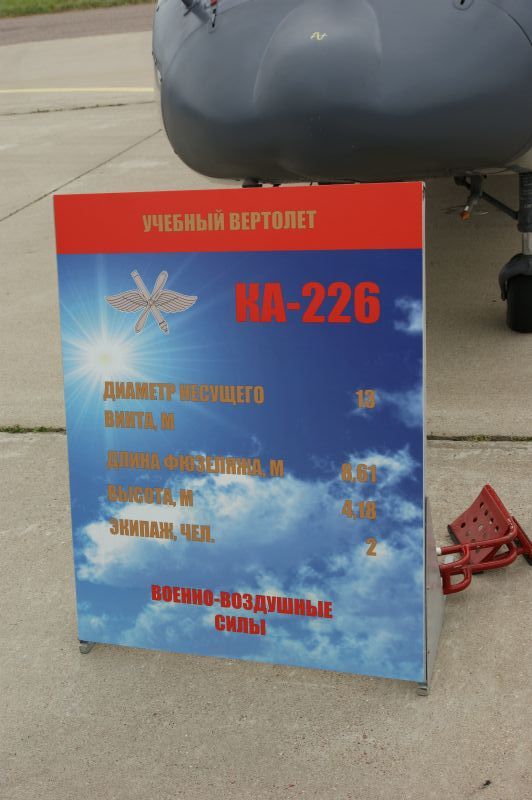 УЧЕБНЫЙ ВЕРТОЛЕТ
КА-226
ДИАМЕТР НЕСУЩЕГО 13
ВИНТА, М
ДЛИНА ФЮЗЕЛЯЖА, М 8,61
ВЫСОТА, М 4,18
ЭКИПАЖ, ЧЕЛ. 2
ВОЕННО-ВОЗДУШНЫЕ
СИЛЫ